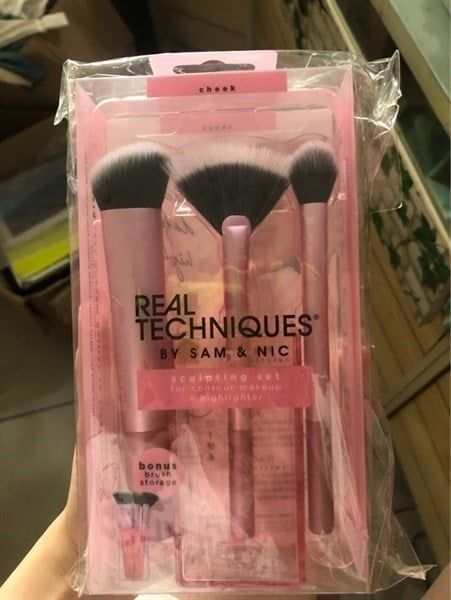 cheek
REAL
TECHNIQUES®
BY SAM & NIC
sculpting set
for contour makeup
+ highlighter
bonus
brush
storage